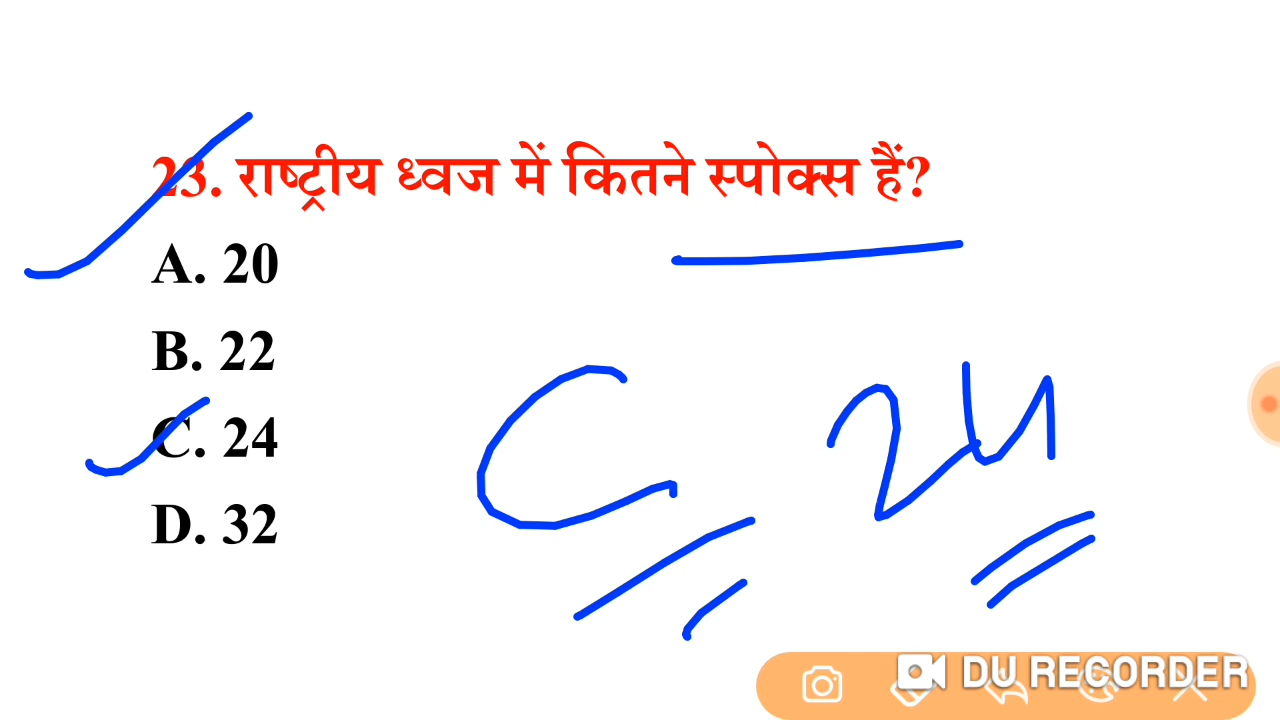 23. राष्ट्रीय ध्वज में कितने स्पोक्स हैं?
A. 20
B. 22
C. 24
D. 32
C 24
DU RECORDER